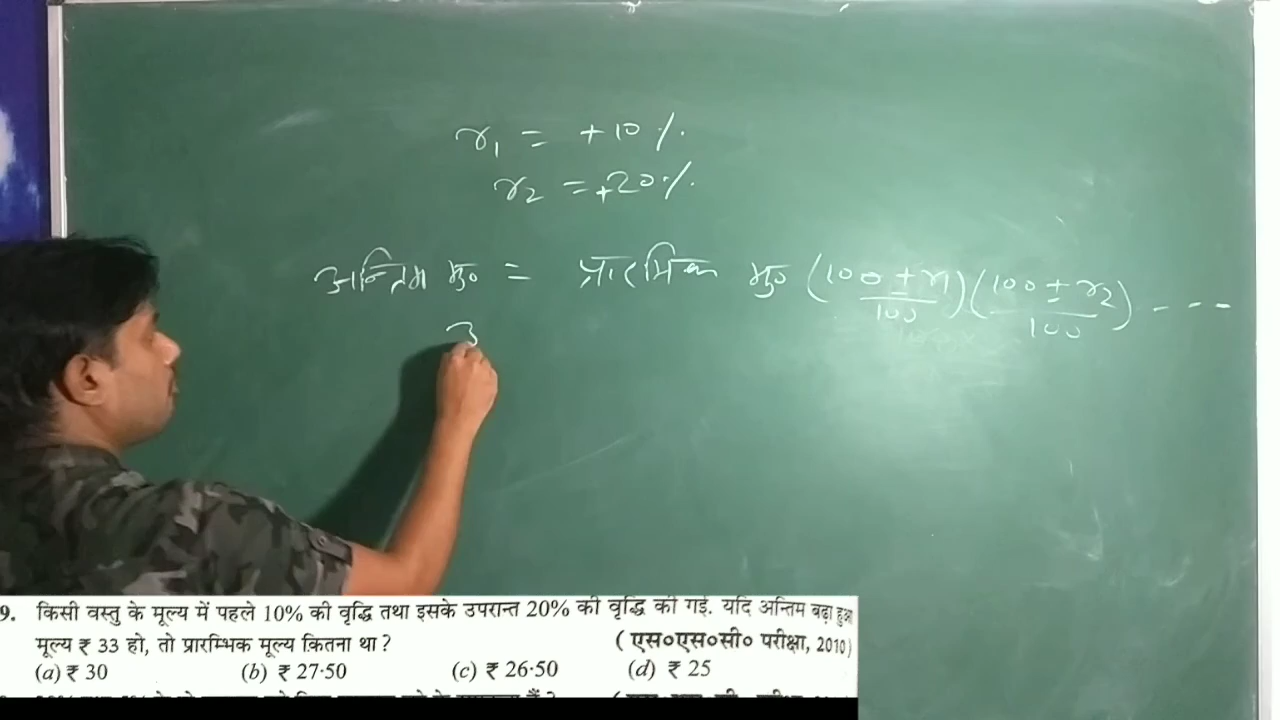 r₁ = +10%
r₂ = +20%
अन्तिम मू० = प्रारम्भिक मू० (100 ± r1/100)(100 ± r₂/100) ----
3
9. किसी वस्तु के मूल्य में पहले 10% की वृद्धि तथा इसके उपरान्त 20% की वृद्धि की गई. यदि अन्तिम बढ़ा हुआ
मूल्य ₹ 33 हो, तो प्रारम्भिक मूल्य कितना था ?
(एस०एस०सी० परीक्षा, 2010)
(a) ₹ 30 (b) ₹ 27·50 (c) ₹ 26·50 (d) ₹ 25